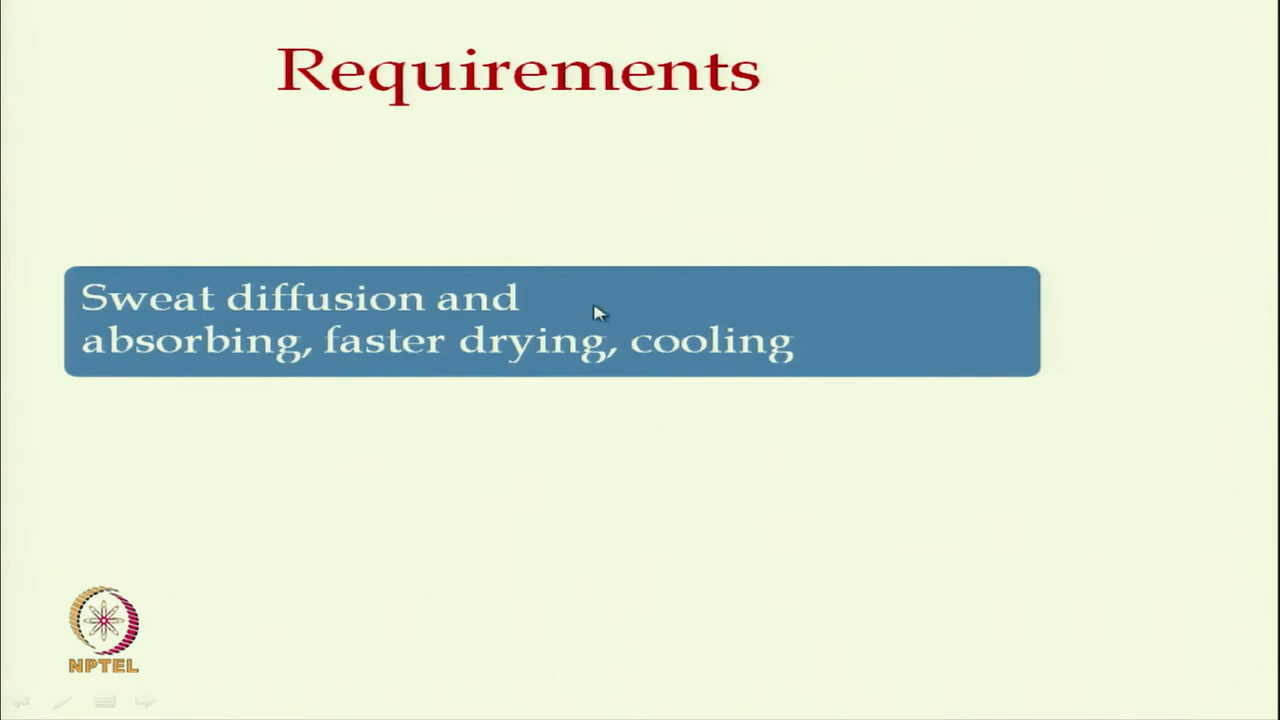 Requirements
Sweat diffusion and
absorbing, faster drying, cooling
NPTEL